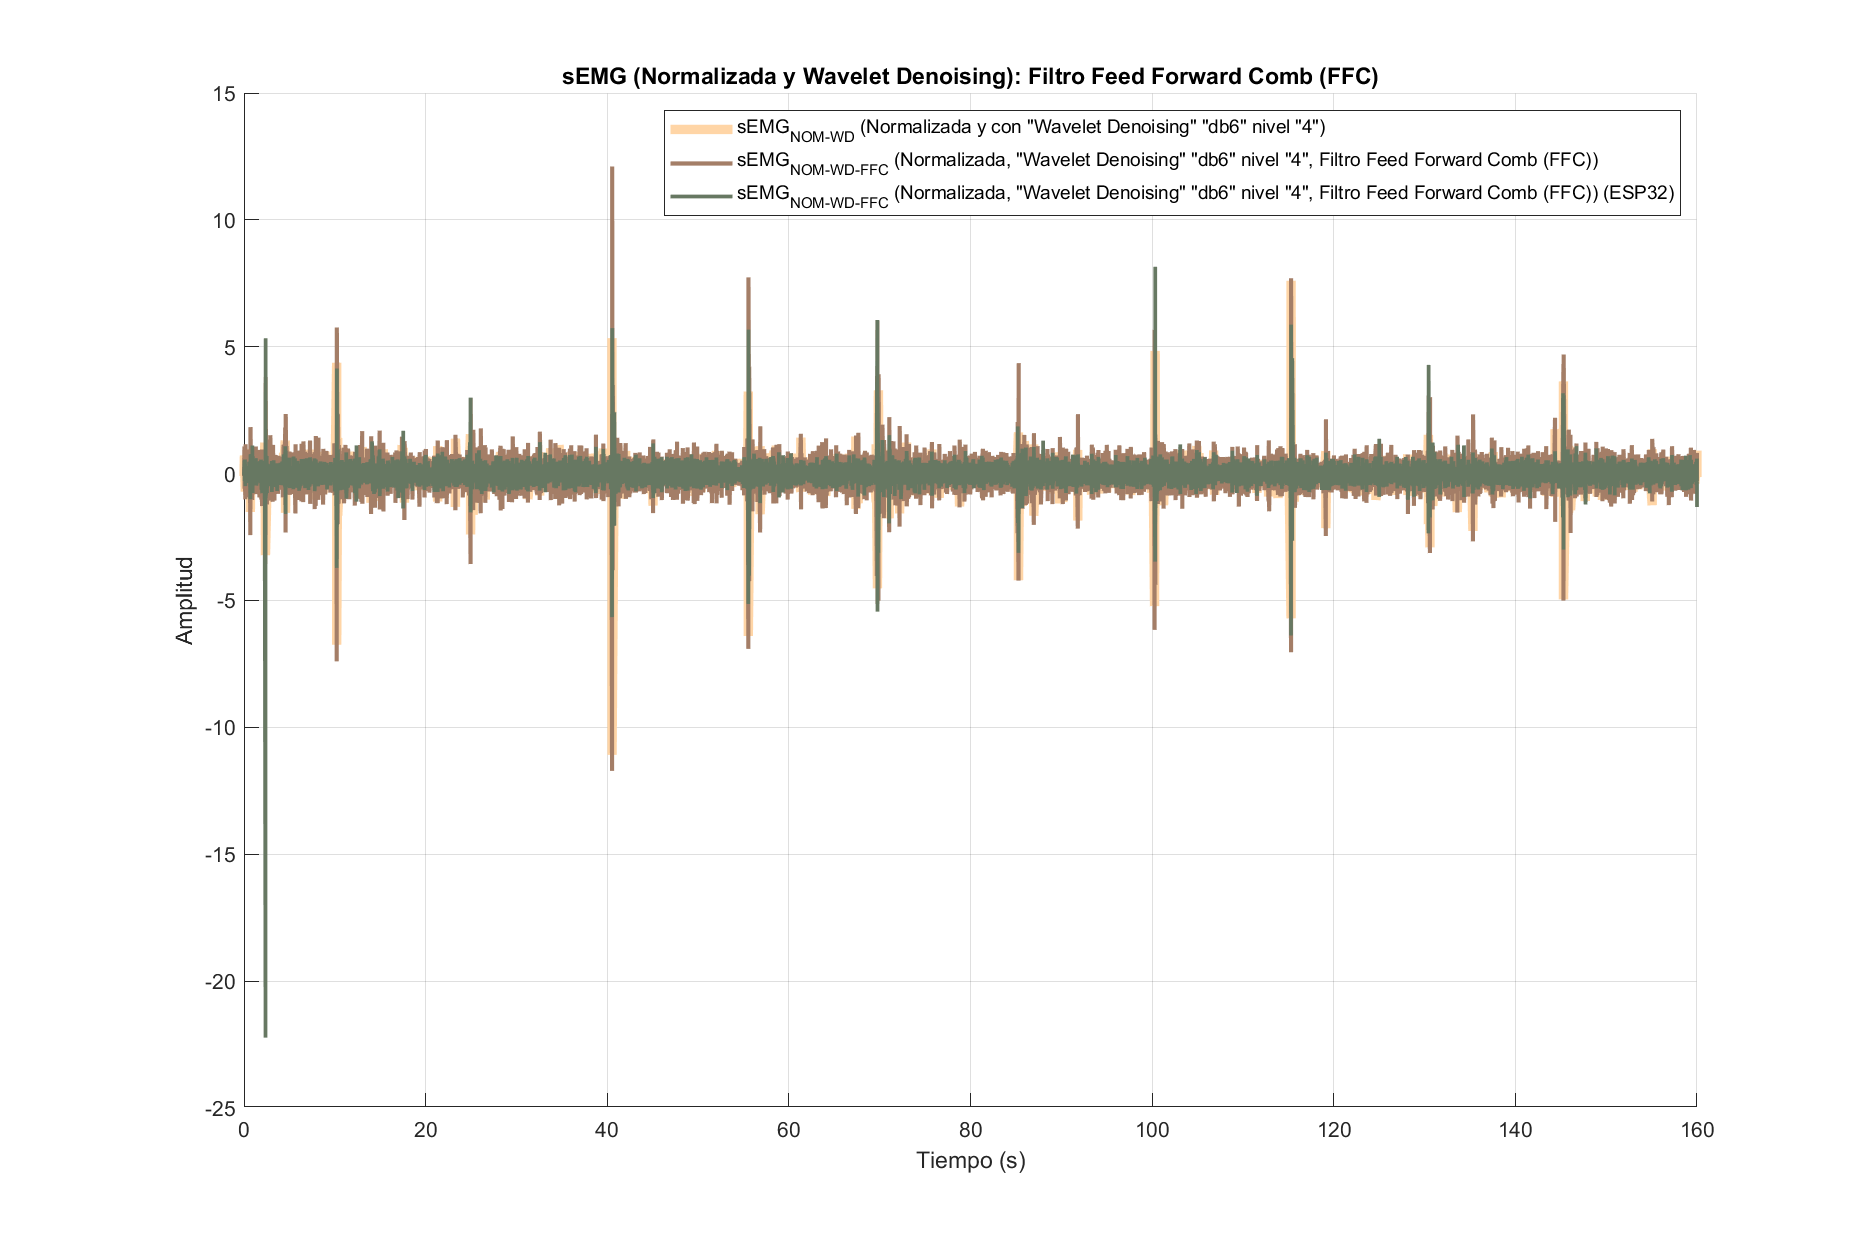 sEMG (Normalizada y Wavelet Denoising): Filtro Feed Forward Comb (FFC)
sEMG_NOM-WD (Normalizada y con "Wavelet Denoising" "db6" nivel "4")
sEMG_NOM-WD-FFC (Normalizada, "Wavelet Denoising" "db6" nivel "4", Filtro Feed Forward Comb (FFC))
sEMG_NOM-WD-FFC (Normalizada, "Wavelet Denoising" "db6" nivel "4", Filtro Feed Forward Comb (FFC)) (ESP32)
15
10
5
0
-5
-10
-15
-20
-25
Amplitud
0 20 40 60 80 100 120 140 160
Tiempo (s)